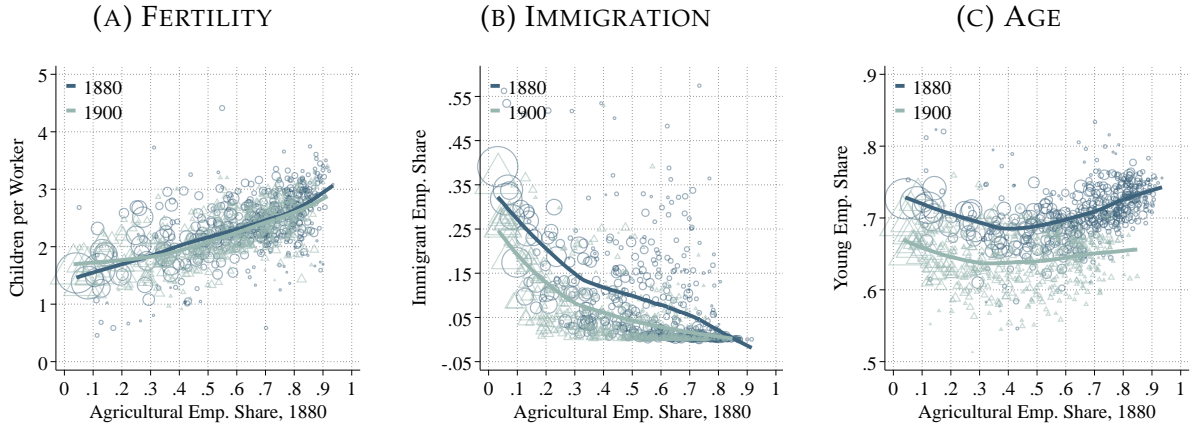 (A) FERTILITY
Children per Worker
5
4
3
2
1
0
1880
1900
0 .1 .2 .3 .4 .5 .6 .7 .8 .9 1
Agricultural Emp. Share, 1880
(B) IMMIGRATION
Immigrant Emp. Share
.55
.45
.35
.25
.15
.05
-.05
1880
1900
0 .1 .2 .3 .4 .5 .6 .7 .8 .9 1
Agricultural Emp. Share, 1880
(C) AGE
Young Emp. Share
.9
.8
.7
.6
.5
1880
1900
0 .1 .2 .3 .4 .5 .6 .7 .8 .9 1
Agricultural Emp. Share, 1880